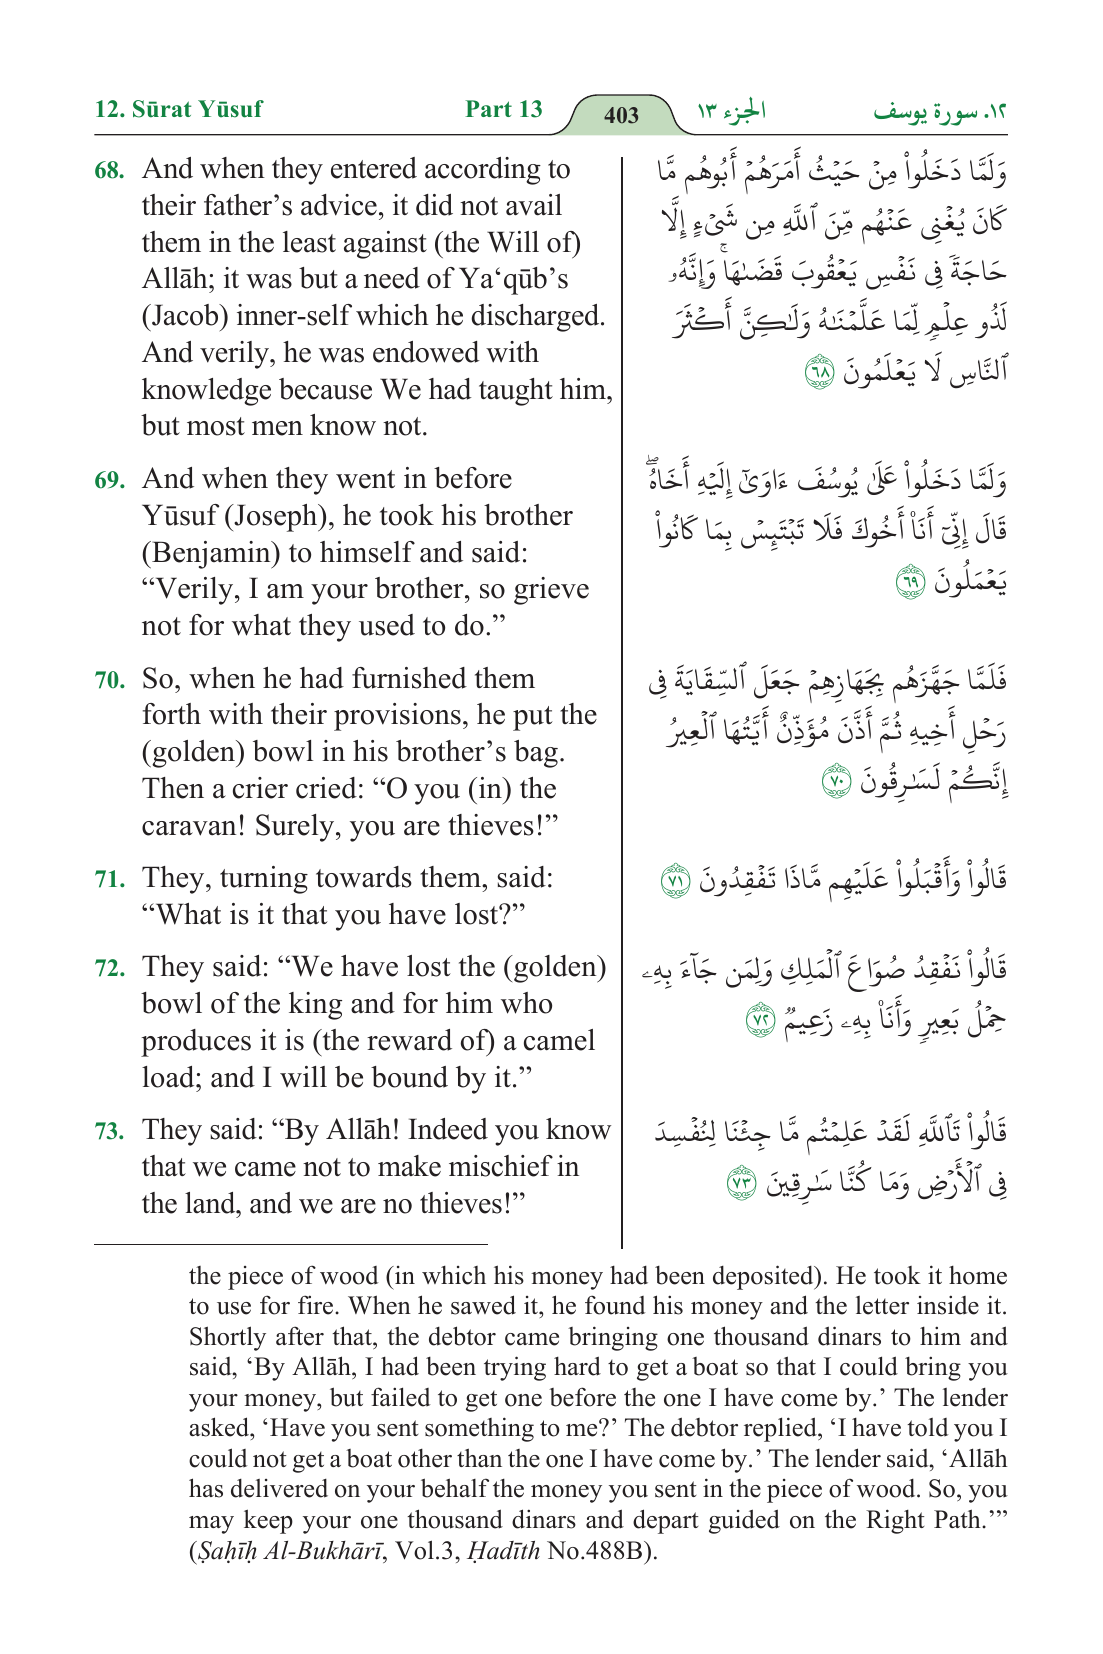 12. Sūrat Yūsuf Part 13 403 الجزء ١٣ ١٢. سورة يوسف
68. And when they entered according to
their father’s advice, it did not avail
them in the least against (the Will of)
Allāh; it was but a need of Ya‘qūb’s
(Jacob) inner-self which he discharged.
And verily, he was endowed with
knowledge because We had taught him,
but most men know not.
وَلَمَّا دَخَلُوا۟ مِنْ حَيْثُ أَمَرَهُمْ أَبُوهُم مَّا
كَانَ يُغْنِى عَنْهُم مِّنَ ٱللَّهِ مِن شَىْءٍ إِلَّا
حَاجَةً فِى نَفْسِ يَعْقُوبَ قَضَىٰهَا ۚ وَإِنَّهُۥ
لَذُو عِلْمٍ لِّمَا عَلَّمْنَـٰهُ وَلَـٰكِنَّ أَكْثَرَ
ٱلنَّاسِ لَا يَعْلَمُونَ ٦٨
69. And when they went in before
Yūsuf (Joseph), he took his brother
(Benjamin) to himself and said:
“Verily, I am your brother, so grieve
not for what they used to do.”
وَلَمَّا دَخَلُوا۟ عَلَىٰ يُوسُفَ ءَاوَىٰٓ إِلَيْهِ أَخَاهُ ۖ
قَالَ إِنِّىٓ أَنَا۠ أَخُوكَ فَلَا تَبْتَئِسْ بِمَا كَانُوا۟
يَعْمَلُونَ ٦٩
70. So, when he had furnished them
forth with their provisions, he put the
(golden) bowl in his brother’s bag.
Then a crier cried: “O you (in) the
caravan! Surely, you are thieves!”
فَلَمَّا جَهَّزَهُم بِجَهَازِهِمْ جَعَلَ ٱلسِّقَايَةَ فِى
رَحْلِ أَخِيهِ ثُمَّ أَذَّنَ مُؤَذِّنٌ أَيَّتُهَا ٱلْعِيرُ
إِنَّكُمْ لَسَـٰرِقُونَ ٧٠
71. They, turning towards them, said:
“What is it that you have lost?”
قَالُوا۟ وَأَقْبَلُوا۟ عَلَيْهِم مَّاذَا تَفْقِدُونَ ٧١
72. They said: “We have lost the (golden)
bowl of the king and for him who
produces it is (the reward of) a camel
load; and I will be bound by it.”
قَالُوا۟ نَفْقِدُ صُوَاعَ ٱلْمَلِكِ وَلِمَن جَآءَ بِهِۦ
حِمْلُ بَعِيرٍ وَأَنَا۠ بِهِۦ زَعِيمٌ ٧٢
73. They said: “By Allāh! Indeed you know
that we came not to make mischief in
the land, and we are no thieves!”
قَالُوا۟ تَٱللَّهِ لَقَدْ عَلِمْتُم مَّا جِئْنَا لِنُفْسِدَ
فِى ٱلْأَرْضِ وَمَا كُنَّا سَـٰرِقِينَ ٧٣
the piece of wood (in which his money had been deposited). He took it home
to use for fire. When he sawed it, he found his money and the letter inside it.
Shortly after that, the debtor came bringing one thousand dinars to him and
said, ‘By Allāh, I had been trying hard to get a boat so that I could bring you
your money, but failed to get one before the one I have come by.’ The lender
asked, ‘Have you sent something to me?’ The debtor replied, ‘I have told you I
could not get a boat other than the one I have come by.’ The lender said, ‘Allāh
has delivered on your behalf the money you sent in the piece of wood. So, you
may keep your one thousand dinars and depart guided on the Right Path.’”
(Ṣaḥīḥ Al-Bukhārī, Vol.3, Ḥadīth No.488B).